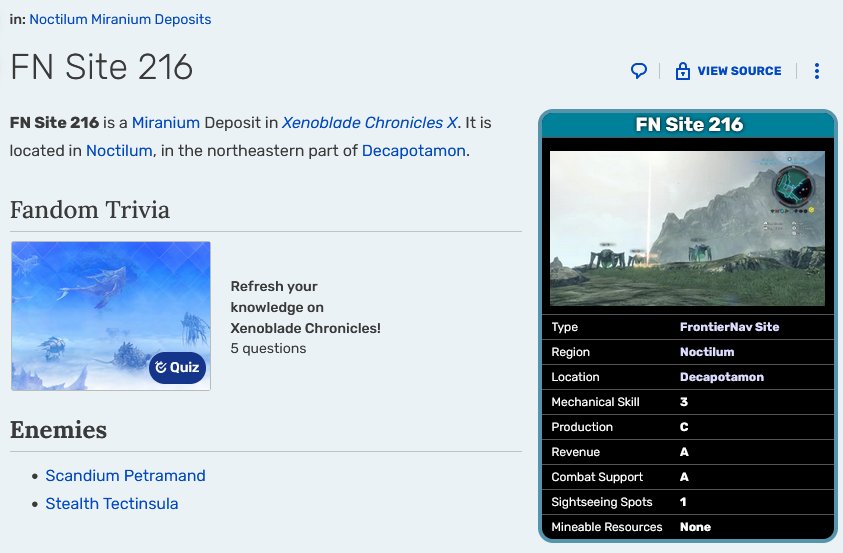 in: Noctilum Miranium Deposits
FN Site 216
VIEW SOURCE
FN Site 216 is a Miranium Deposit in Xenoblade Chronicles X. It is
located in Noctilum, in the northeastern part of Decapotamon.
Fandom Trivia
Quiz
Refresh your
knowledge on
Xenoblade Chronicles!
5 questions
Enemies
Scandium Petramand
Stealth Tectinsula
FN Site 216
Type FrontierNav Site
Region Noctilum
Location Decapotamon
Mechanical Skill 3
Production C
Revenue A
Combat Support A
Sightseeing Spots 1
Mineable Resources None